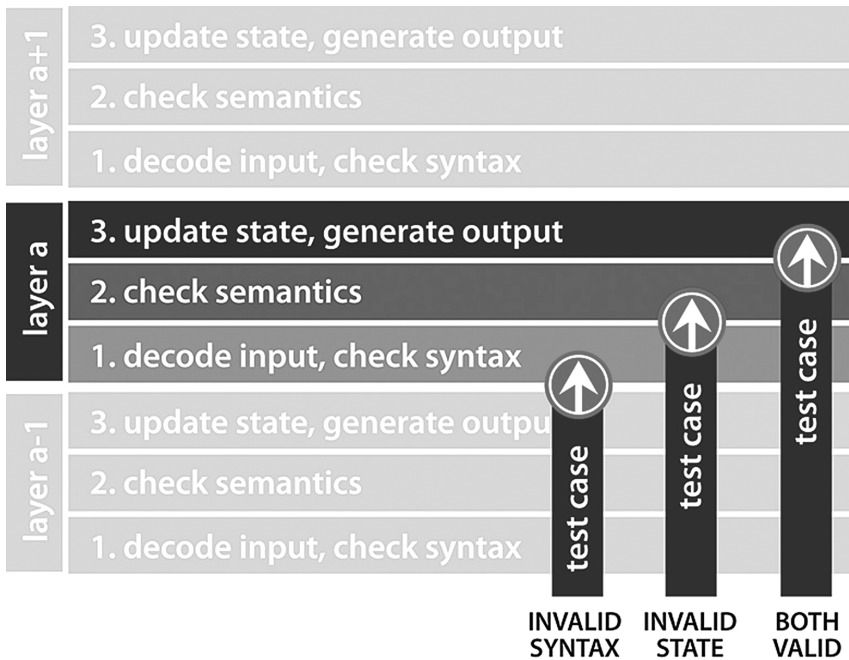 layer a+1
3. update state, generate output
2. check semantics
1. decode input, check syntax
layer a
3. update state, generate output
2. check semantics
1. decode input, check syntax
layer a-1
3. update state, generate outpu
2. check semantics
1. decode input, check syntax
test case
test case
test case
INVALID
SYNTAX
INVALID
STATE
BOTH
VALID